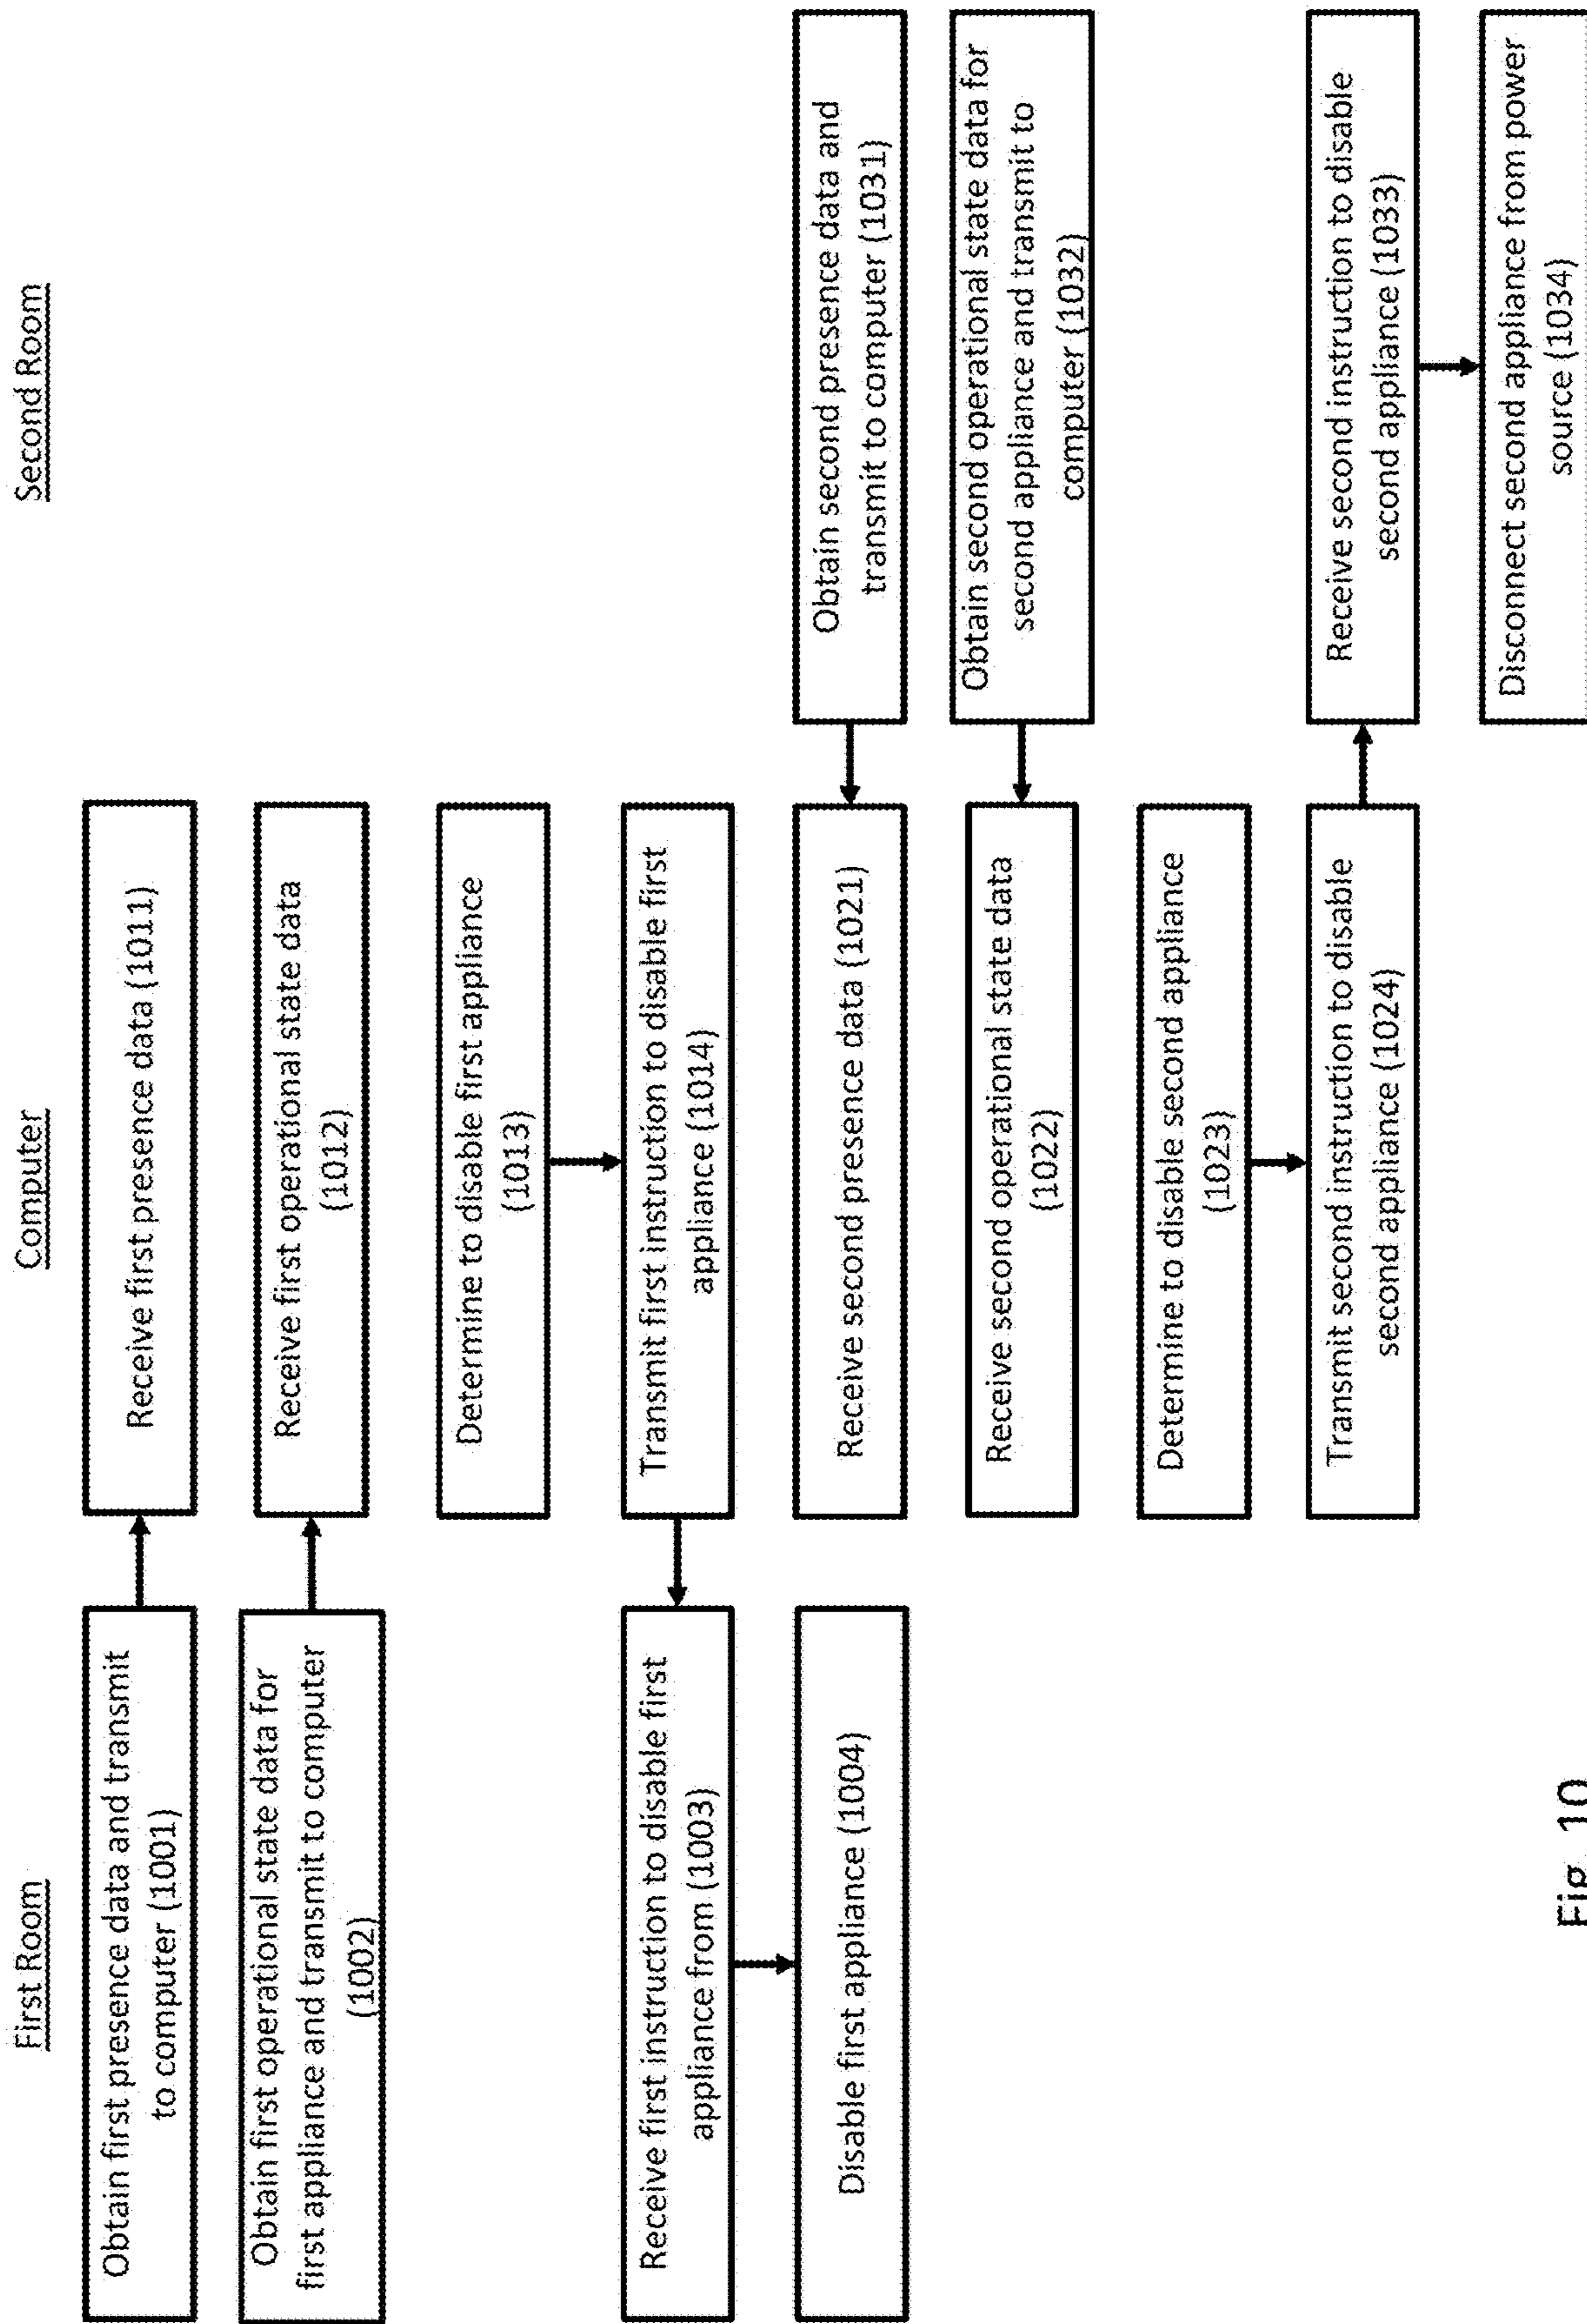 First Room
Computer
Second Room
Obtain first presence data and transmit
to computer (1001)
Receive first presence data (1011)
Obtain first operational state data for
first appliance and transmit to computer
(1002)
Receive first operational state data
(1012)
Determine to disable first appliance
(1013)
Transmit first instruction to disable first
appliance (1014)
Receive first instruction to disable first
appliance from (1003)
Disable first appliance (1004)
Obtain second presence data and
transmit to computer (1031)
Receive second presence data (1021)
Obtain second operational state data for
second appliance and transmit to
computer (1032)
Receive second operational state data
(1022)
Determine to disable second appliance
(1023)
Transmit second instruction to disable
second appliance (1024)
Receive second instruction to disable
second appliance (1033)
Disconnect second appliance from power
source (1034)
Fig. 10